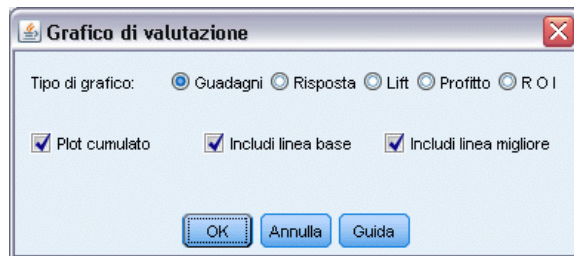 Grafico di valutazione
Tipo di grafico: Guadagni Risposta Lift Profitto R O I
Plot cumulato Includi linea base Includi linea migliore
OK Annulla Guida